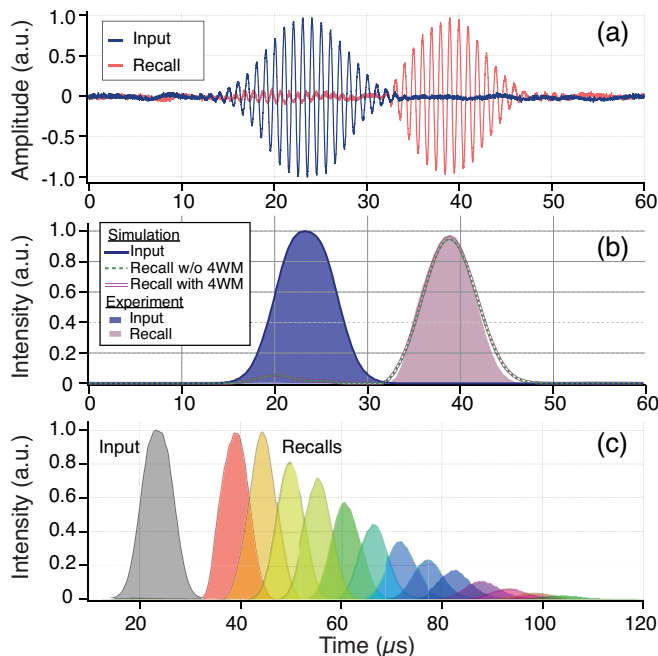 (a)
Input
Recall
Amplitude (a.u.)
1.0
0.5
0
-0.5
-1.0
0 10 20 30 40 50 60
(b)
Simulation
Input
Recall w/o 4WM
Recall with 4WM
Experiment
Input
Recall
Intensity (a.u.)
1.0
0.8
0.6
0.4
0.2
0
0 10 20 30 40 50 60
(c)
Input Recalls
Intensity (a.u.)
1.0
0.8
0.6
0.4
0.2
0
20 40 60 80 100 120
Time (µs)